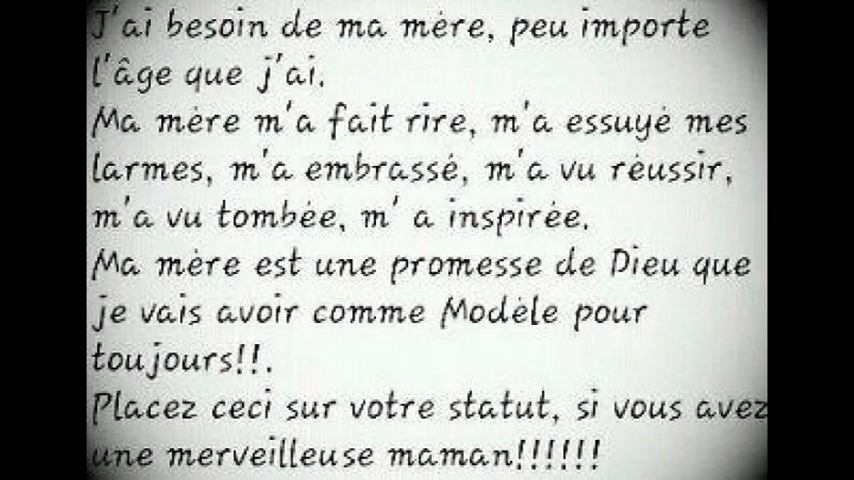 J'ai besoin de ma mère, peu importe
l'âge que j'ai.
Ma mère m'a fait rire, m'a essuyé mes
larmes, m'a embrassé, m'a vu réussir,
m'a vu tombée, m' a inspirée.
Ma mère est une promesse de Dieu que
je vais avoir comme Modèle pour
toujours!!.
Placez ceci sur votre statut, si vous avez
une merveilleuse maman!!!!!!